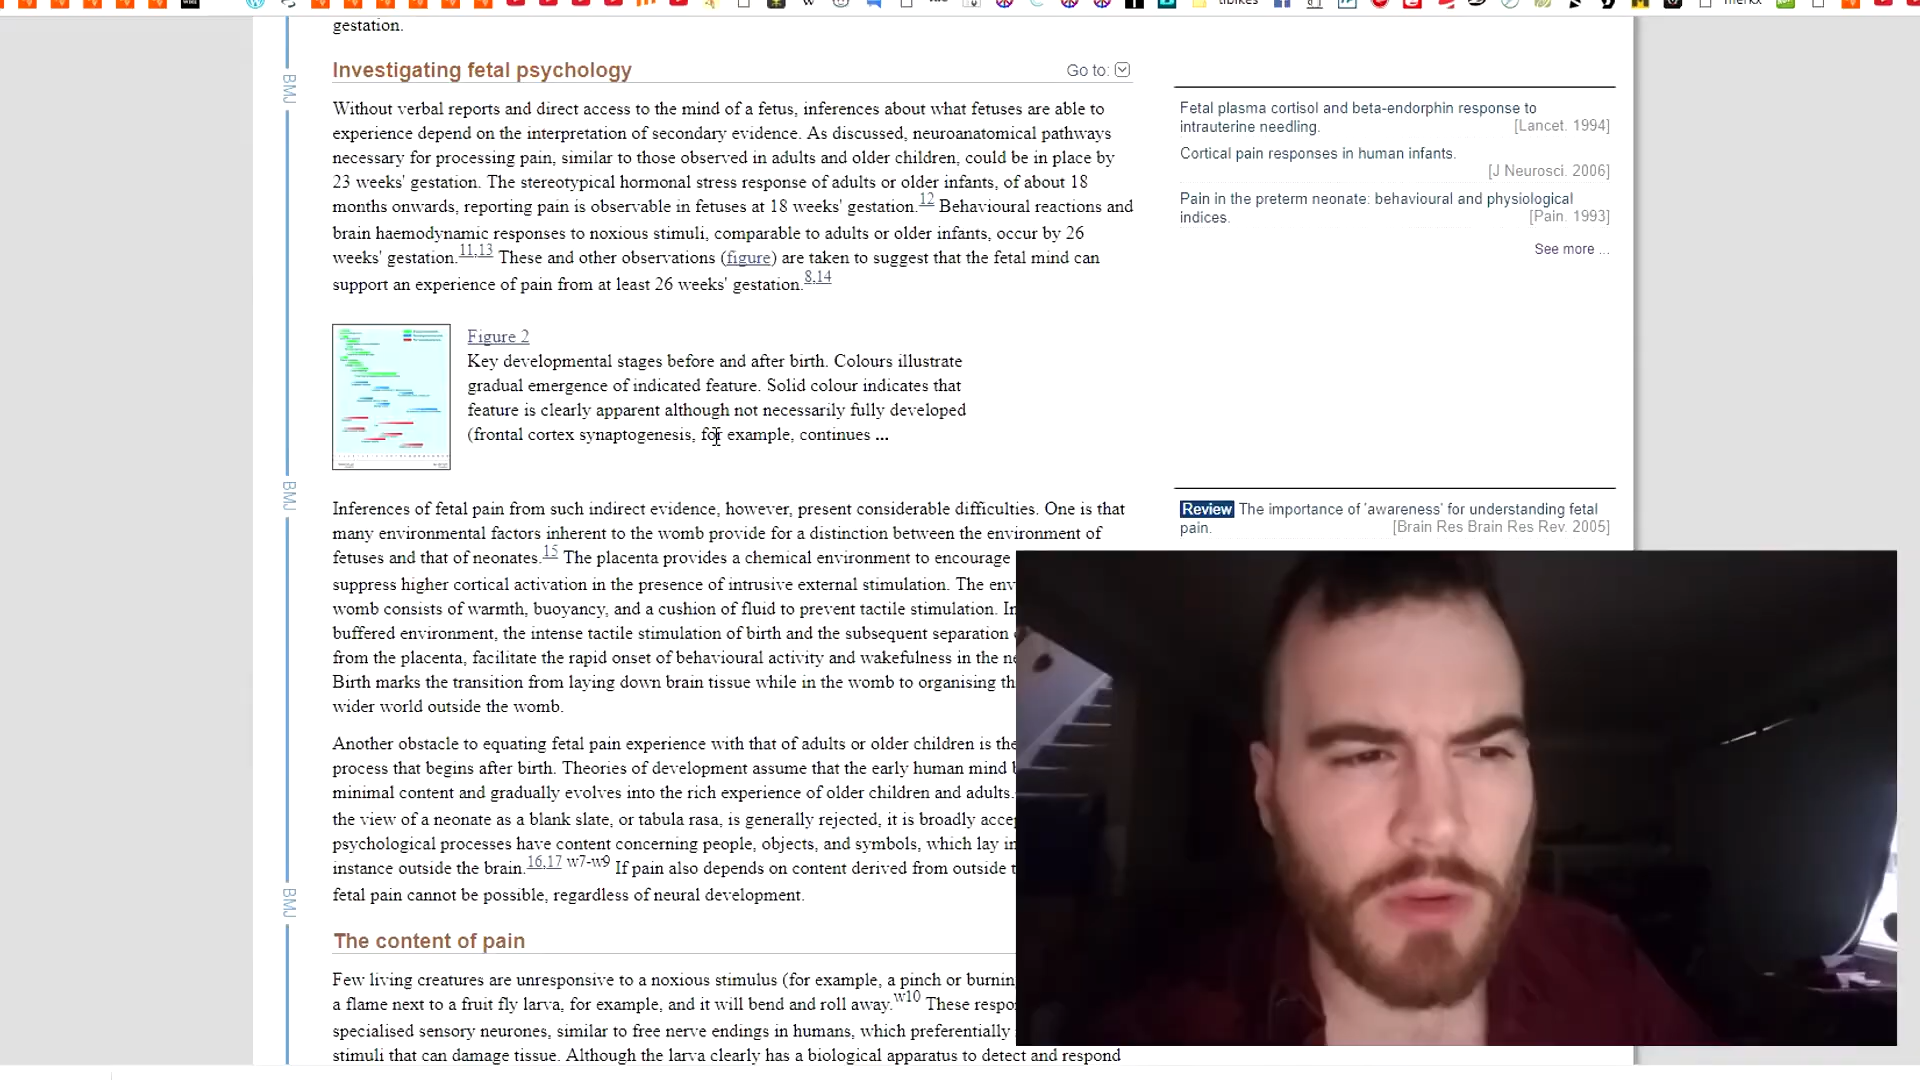 gestation.
Investigating fetal psychology
Go to:
Without verbal reports and direct access to the mind of a fetus, inferences about what fetuses are able to
experience depend on the interpretation of secondary evidence. As discussed, neuroanatomical pathways
necessary for processing pain, similar to those observed in adults and older children, could be in place by
23 weeks' gestation. The stereotypical hormonal stress response of adults or older infants, of about 18
months onwards, reporting pain is observable in fetuses at 18 weeks' gestation.12 Behavioural reactions and
brain haemodynamic responses to noxious stimuli, comparable to adults or older infants, occur by 26
weeks' gestation.11,13 These and other observations (figure) are taken to suggest that the fetal mind can
support an experience of pain from at least 26 weeks' gestation.8,14
Figure 2
Key developmental stages before and after birth. Colours illustrate
gradual emergence of indicated feature. Solid colour indicates that
feature is clearly apparent although not necessarily fully developed
(frontal cortex synaptogenesis, for example, continues ...
Inferences of fetal pain from such indirect evidence, however, present considerable difficulties. One is that
many environmental factors inherent to the womb provide for a distinction between the environment of
fetuses and that of neonates.15 The placenta provides a chemical environment to encourage
suppress higher cortical activation in the presence of intrusive external stimulation. The env
womb consists of warmth, buoyancy, and a cushion of fluid to prevent tactile stimulation. In
buffered environment, the intense tactile stimulation of birth and the subsequent separation
from the placenta, facilitate the rapid onset of behavioural activity and wakefulness in the ne
Birth marks the transition from laying down brain tissue while in the womb to organising th
wider world outside the womb.
Another obstacle to equating fetal pain experience with that of adults or older children is the
process that begins after birth. Theories of development assume that the early human mind
minimal content and gradually evolves into the rich experience of older children and adults.
the view of a neonate as a blank slate, or tabula rasa, is generally rejected, it is broadly acce
psychological processes have content concerning people, objects, and symbols, which lay in
instance outside the brain.16,17 w7-w9 If pain also depends on content derived from outside
fetal pain cannot be possible, regardless of neural development.
The content of pain
Few living creatures are unresponsive to a noxious stimulus (for example, a pinch or burnin
a flame next to a fruit fly larva, for example, and it will bend and roll away.w10 These respo
specialised sensory neurones, similar to free nerve endings in humans, which preferentially
stimuli that can damage tissue. Although the larva clearly has a biological apparatus to detect and respond
Fetal plasma cortisol and beta-endorphin response to
intrauterine needling. [Lancet. 1994]
Cortical pain responses in human infants.
[J Neurosci. 2006]
Pain in the preterm neonate: behavioural and physiological
indices. [Pain. 1993]
See more ...
Review The importance of 'awareness' for understanding fetal
pain. [Brain Res Brain Res Rev. 2005]
BMJ
BMJ
BMJ